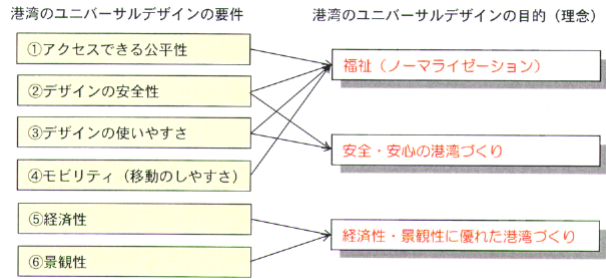 港湾のユニバーサルデザインの要件
港湾のユニバーサルデザインの目的（理念）
①アクセスできる公平性
②デザインの安全性
③デザインの使いやすさ
④モビリティ（移動のしやすさ）
⑤経済性
⑥景観性
福祉（ノーマライゼーション）
安全・安心の港湾づくり
経済性・景観性に優れた港湾づくり